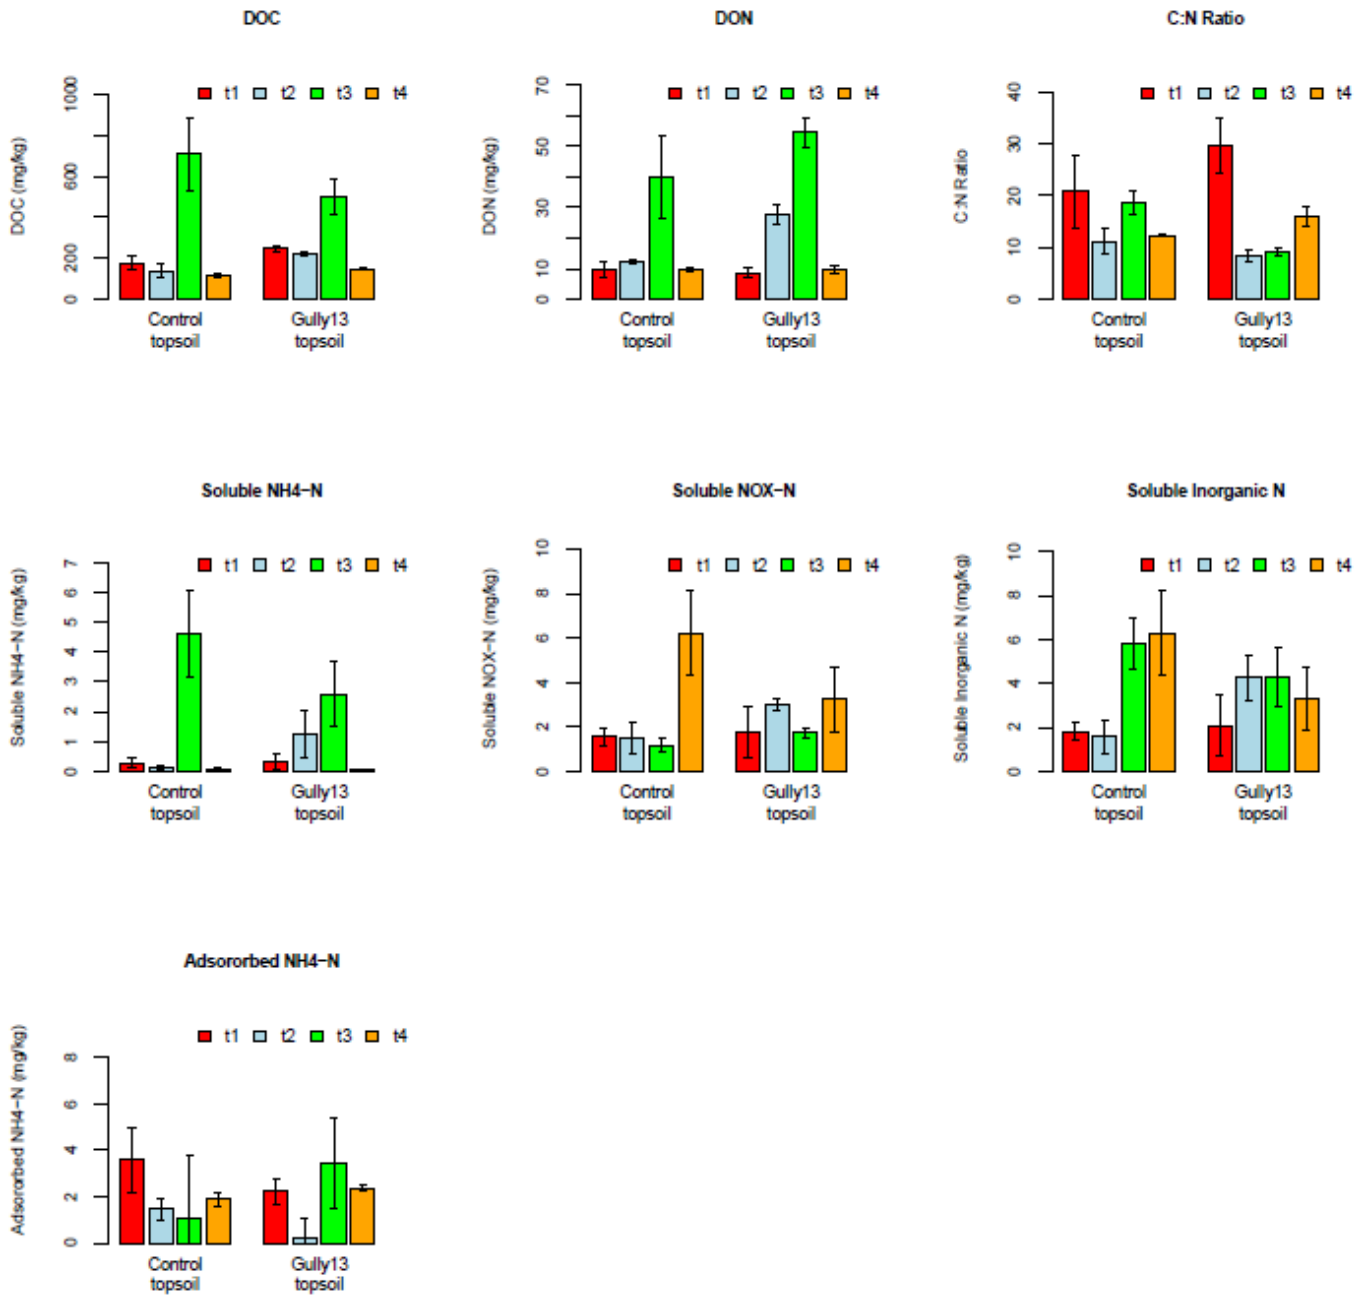 DOC
DON
C:N Ratio
t1 t2 t3 t4
t1 t2 t3 t4
t1 t2 t3 t4
DOC (mg/kg)
0 200 600 1000
Control topsoil
Gully13 topsoil
DON (mg/kg)
0 10 30 50 70
Control topsoil
Gully13 topsoil
C:N Ratio
0 10 20 30 40
Control topsoil
Gully13 topsoil
Soluble NH4−N
Soluble NOX−N
Soluble Inorganic N
t1 t2 t3 t4
t1 t2 t3 t4
t1 t2 t3 t4
Soluble NH4−N (mg/kg)
0 1 2 3 4 5 6 7
Control topsoil
Gully13 topsoil
Soluble NOX−N (mg/kg)
0 2 4 6 8 10
Control topsoil
Gully13 topsoil
Soluble Inorganic N (mg/kg)
0 2 4 6 8 10
Control topsoil
Gully13 topsoil
Adsororbed NH4−N
t1 t2 t3 t4
Adsororbed NH4−N (mg/kg)
0 2 4 6 8
Control topsoil
Gully13 topsoil